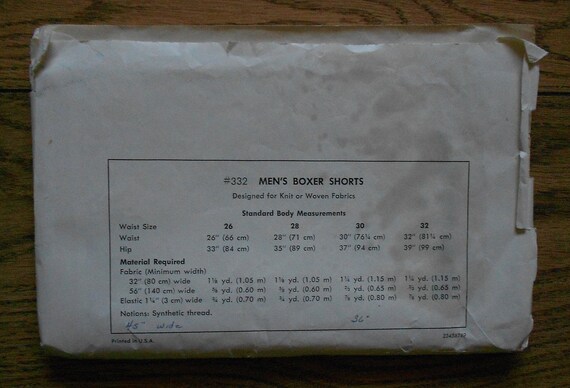 #332 MEN'S BOXER SHORTS
Designed for Knit or Woven Fabrics
Standard Body Measurements
Waist Size 26 28 30 32
Waist 26" (66 cm) 28" (71 cm) 30" (76¼ cm) 32" (81¼ cm)
Hip 33" (84 cm) 35" (89 cm) 37" (94 cm) 39" (99 cm)
Material Required
Fabric (Minimum width)
32" (80 cm) wide 1⅛ yd. (1.05 m) 1⅛ yd. (1.05 m) 1¼ yd. (1.15 m) 1¼ yd. (1.15 m)
56" (140 cm) wide ⅝ yd. (0.60 m) ⅝ yd. (0.60 m) ⅔ yd. (0.65 m) ⅔ yd. (0.65 m)
Elastic 1¼" (3 cm) wide ¾ yd. (0.70 m) ¾ yd. (0.70 m) ⅞ yd. (0.80 m) ⅞ yd. (0.80 m)
Notions: Synthetic thread.
45" wide 36"
Printed in U.S.A.